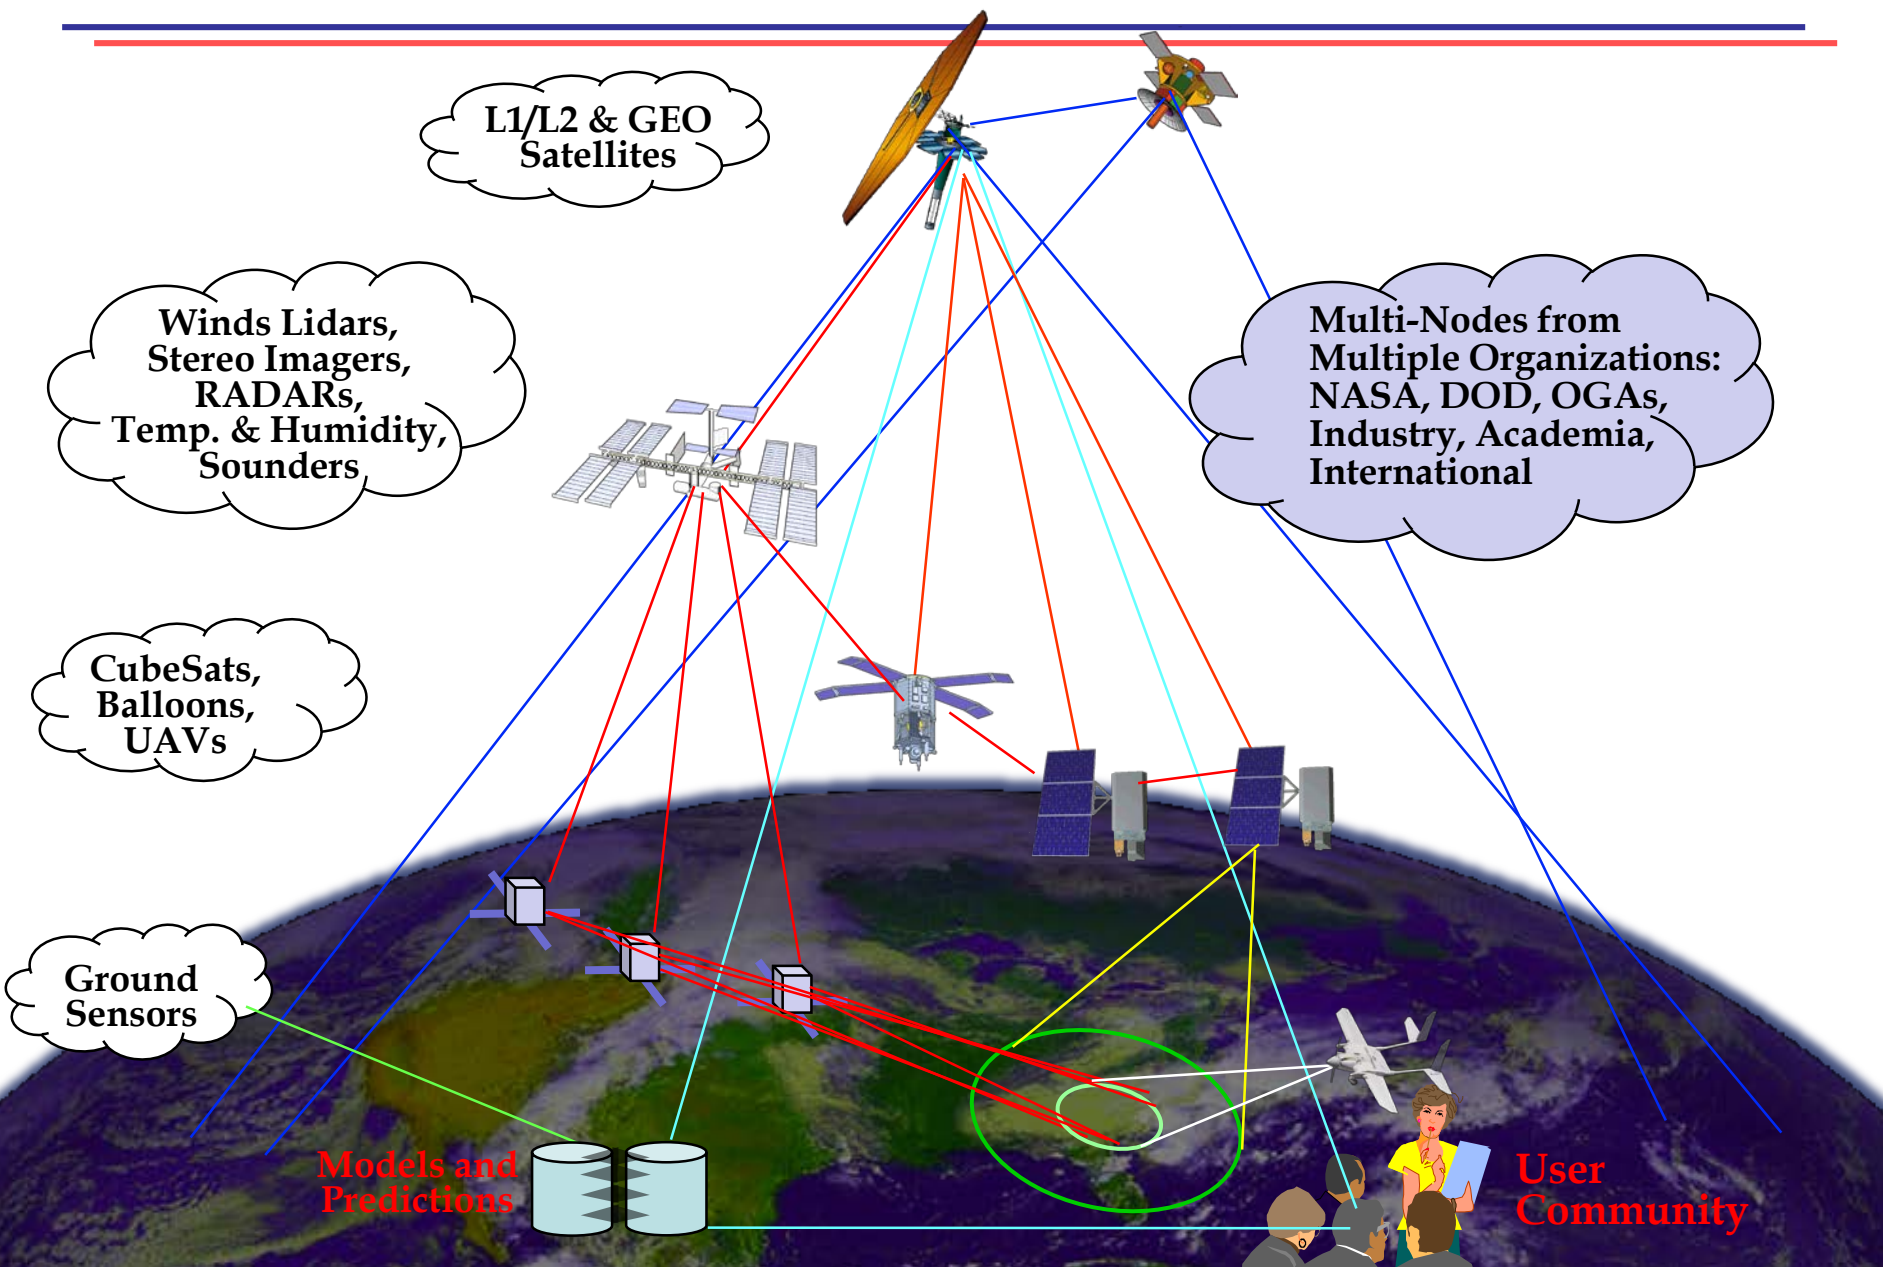 L1/L2 & GEO
Satellites
Winds Lidars,
Stereo Imagers,
RADARs,
Temp. & Humidity,
Sounders
Multi-Nodes from
Multiple Organizations:
NASA, DOD, OGAs,
Industry, Academia,
International
CubeSats,
Balloons,
UAVs
Ground
Sensors
Models and
Predictions
User
Community